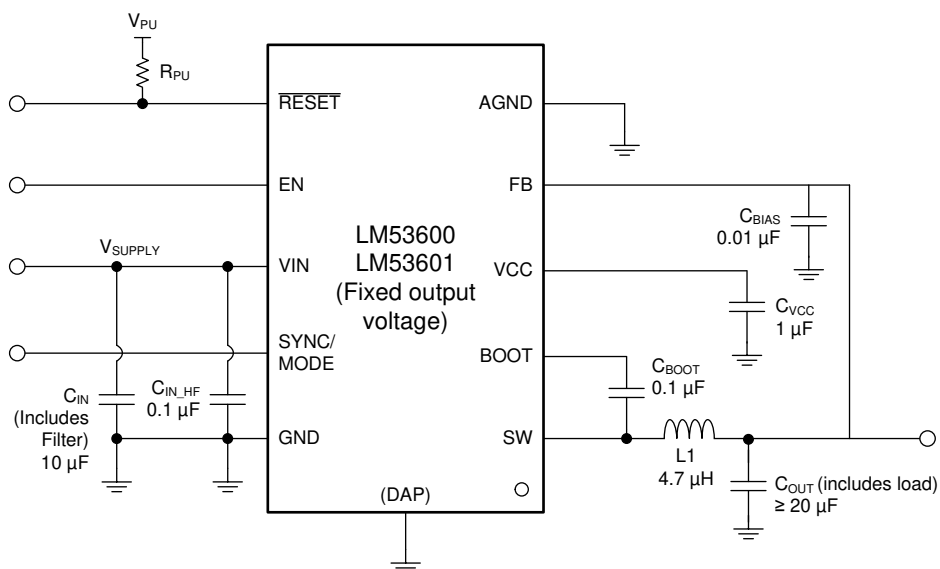 VPU
RPU
RESET
AGND
EN
FB
CBIAS
0.01 µF
LM53600
LM53601
(Fixed output
voltage)
VSUPPLY
VIN
VCC
CVCC
1 µF
SYNC/
MODE
BOOT
CBOOT
0.1 µF
CIN
(Includes
Filter)
10 µF
CIN_HF
0.1 µF
GND
SW
L1
4.7 µH
COUT (includes load)
≥ 20 µF
(DAP)